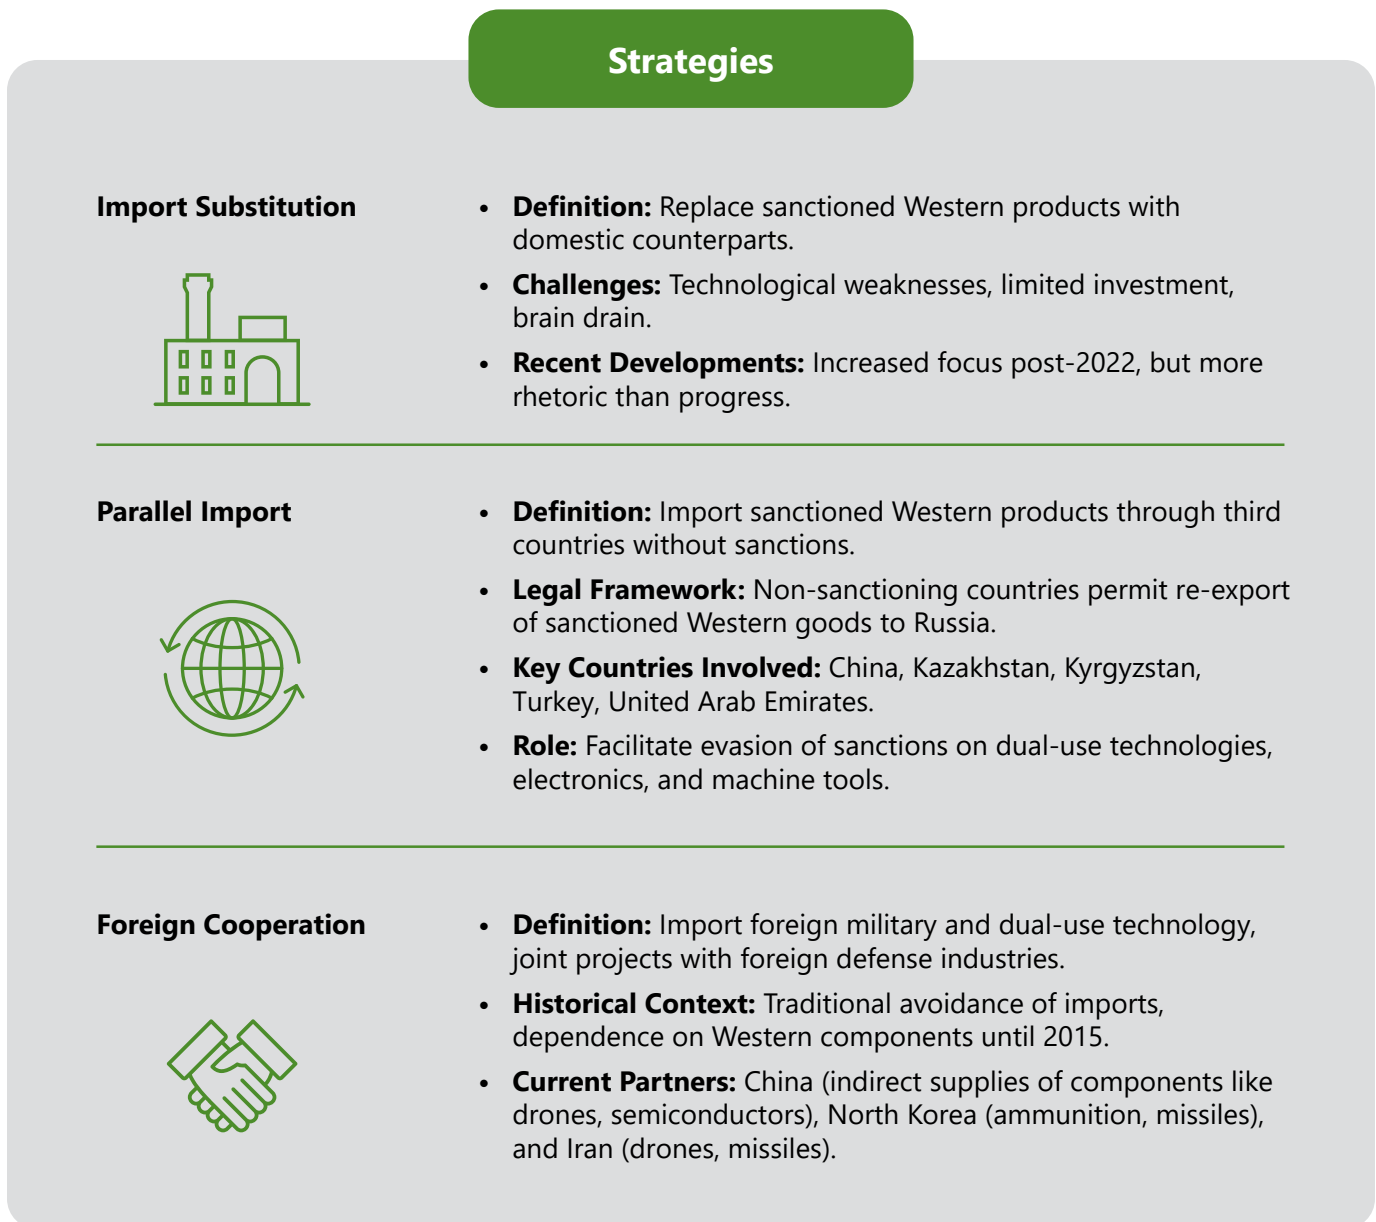 Strategies
Import Substitution
• Definition: Replace sanctioned Western products with
domestic counterparts.
• Challenges: Technological weaknesses, limited investment,
brain drain.
• Recent Developments: Increased focus post-2022, but more
rhetoric than progress.
Parallel Import
• Definition: Import sanctioned Western products through third
countries without sanctions.
• Legal Framework: Non-sanctioning countries permit re-export
of sanctioned Western goods to Russia.
• Key Countries Involved: China, Kazakhstan, Kyrgyzstan,
Turkey, United Arab Emirates.
• Role: Facilitate evasion of sanctions on dual-use technologies,
electronics, and machine tools.
Foreign Cooperation
• Definition: Import foreign military and dual-use technology,
joint projects with foreign defense industries.
• Historical Context: Traditional avoidance of imports,
dependence on Western components until 2015.
• Current Partners: China (indirect supplies of components like
drones, semiconductors), North Korea (ammunition, missiles),
and Iran (drones, missiles).